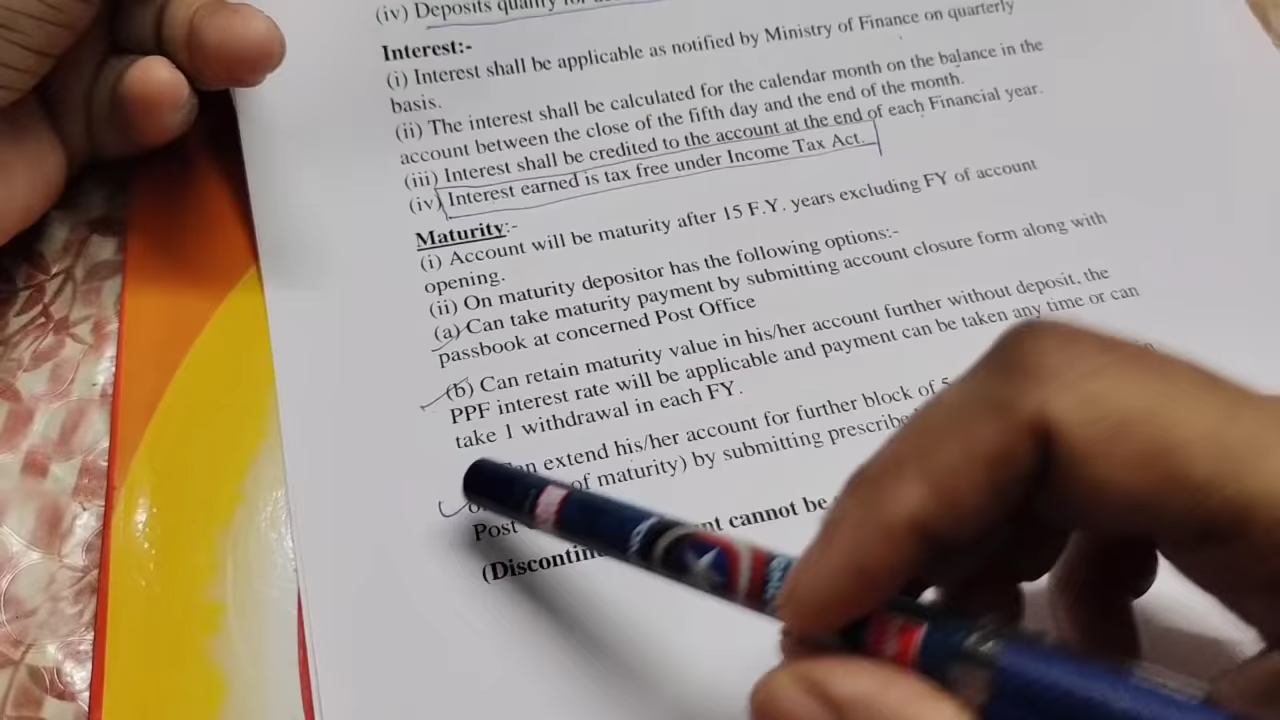 (iv) Deposits qualify for
Interest:-
(i) Interest shall be applicable as notified by Ministry of Finance on quarterly
basis.
(ii) The interest shall be calculated for the calendar month on the balance in the
account between the close of the fifth day and the end of the month.
(iii) Interest shall be credited to the account at the end of each Financial year.
(iv) Interest earned is tax free under Income Tax Act.
Maturity:-
(i) Account will be maturity after 15 F.Y. years excluding FY of account
opening.
(ii) On maturity depositor has the following options:-
(a) Can take maturity payment by submitting account closure form along with
passbook at concerned Post Office
(b) Can retain maturity value in his/her account further without deposit, the
PPF interest rate will be applicable and payment can be taken any time or can
take 1 withdrawal in each FY.
extend his/her account for further block of 5
of maturity) by submitting
Post
cannot be